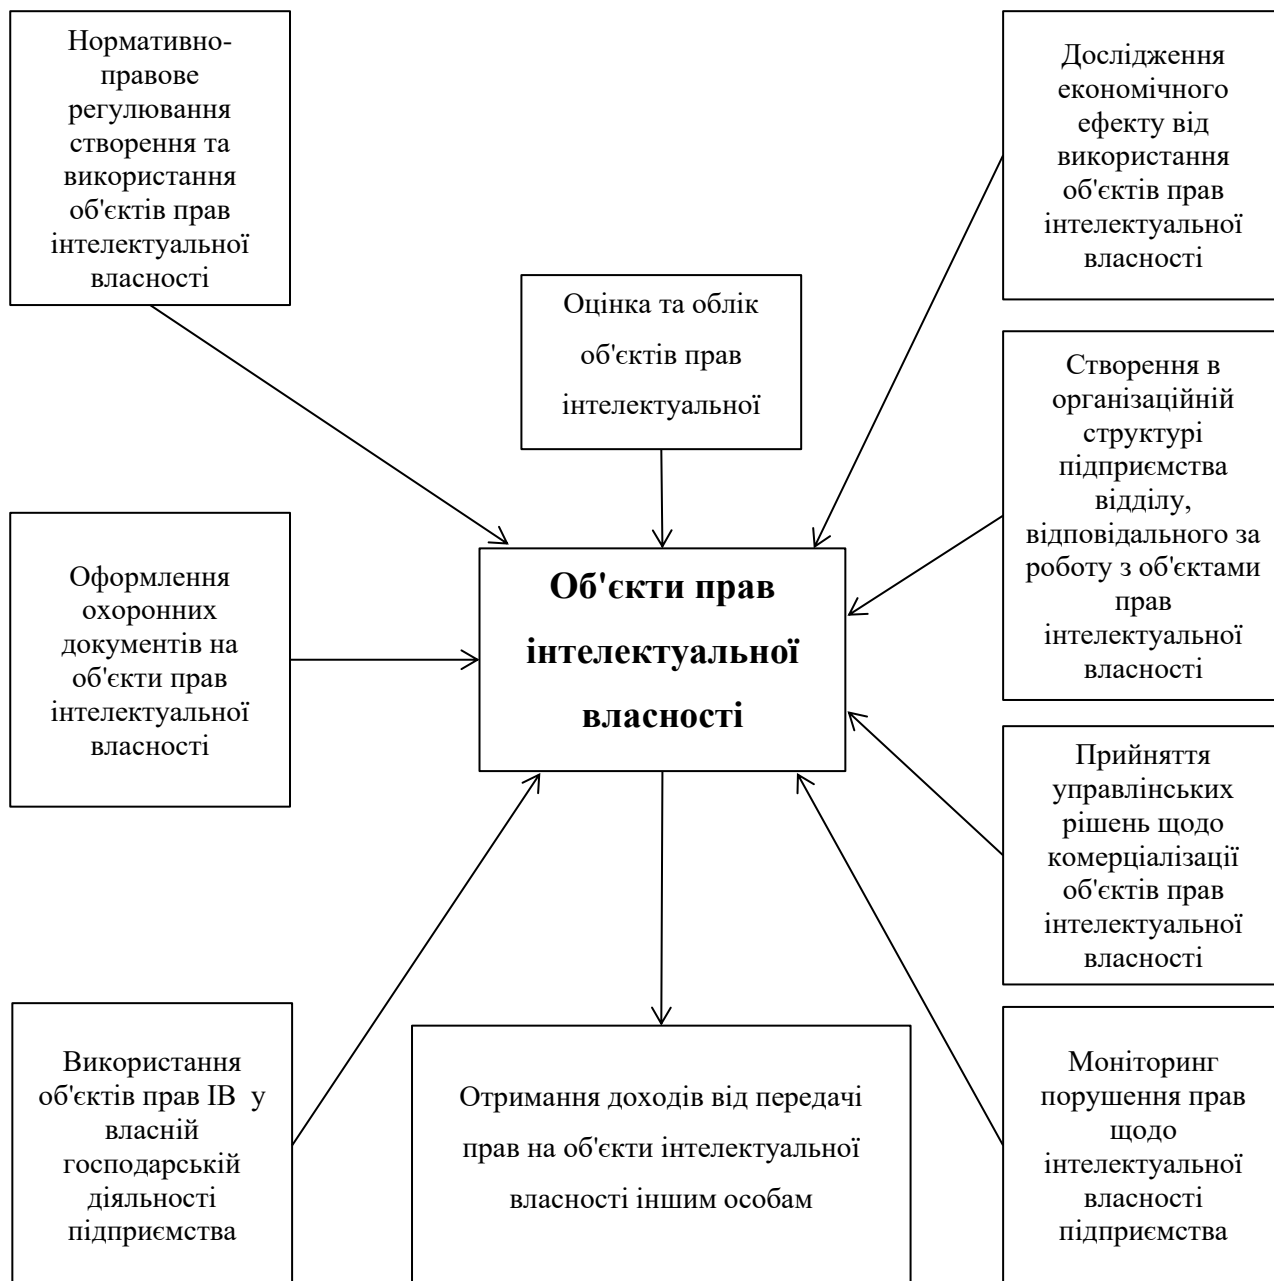 Нормативно-
правове
регулювання
створення та
використання
об'єктів прав
інтелектуальної
власності
Оцінка та облік
об'єктів прав
інтелектуальної
Дослідження
економічного
ефекту від
використання
об'єктів прав
інтелектуальної
власності
Створення в
організаційній
структурі
підприємства
відділу,
відповідального за
роботу з об'єктами
прав
інтелектуальної
власності
Оформлення
охоронних
документів на
об'єкти прав
інтелектуальної
власності
Об'єкти прав
інтелектуальної
власності
Прийняття
управлінських
рішень щодо
комерціалізації
об'єктів прав
інтелектуальної
власності
Використання
об'єктів прав ІВ у
власній
господарській
діяльності
підприємства
Отримання доходів від передачі
прав на об'єкти інтелектуальної
власності іншим особам
Моніторинг
порушення прав
щодо
інтелектуальної
власності
підприємства